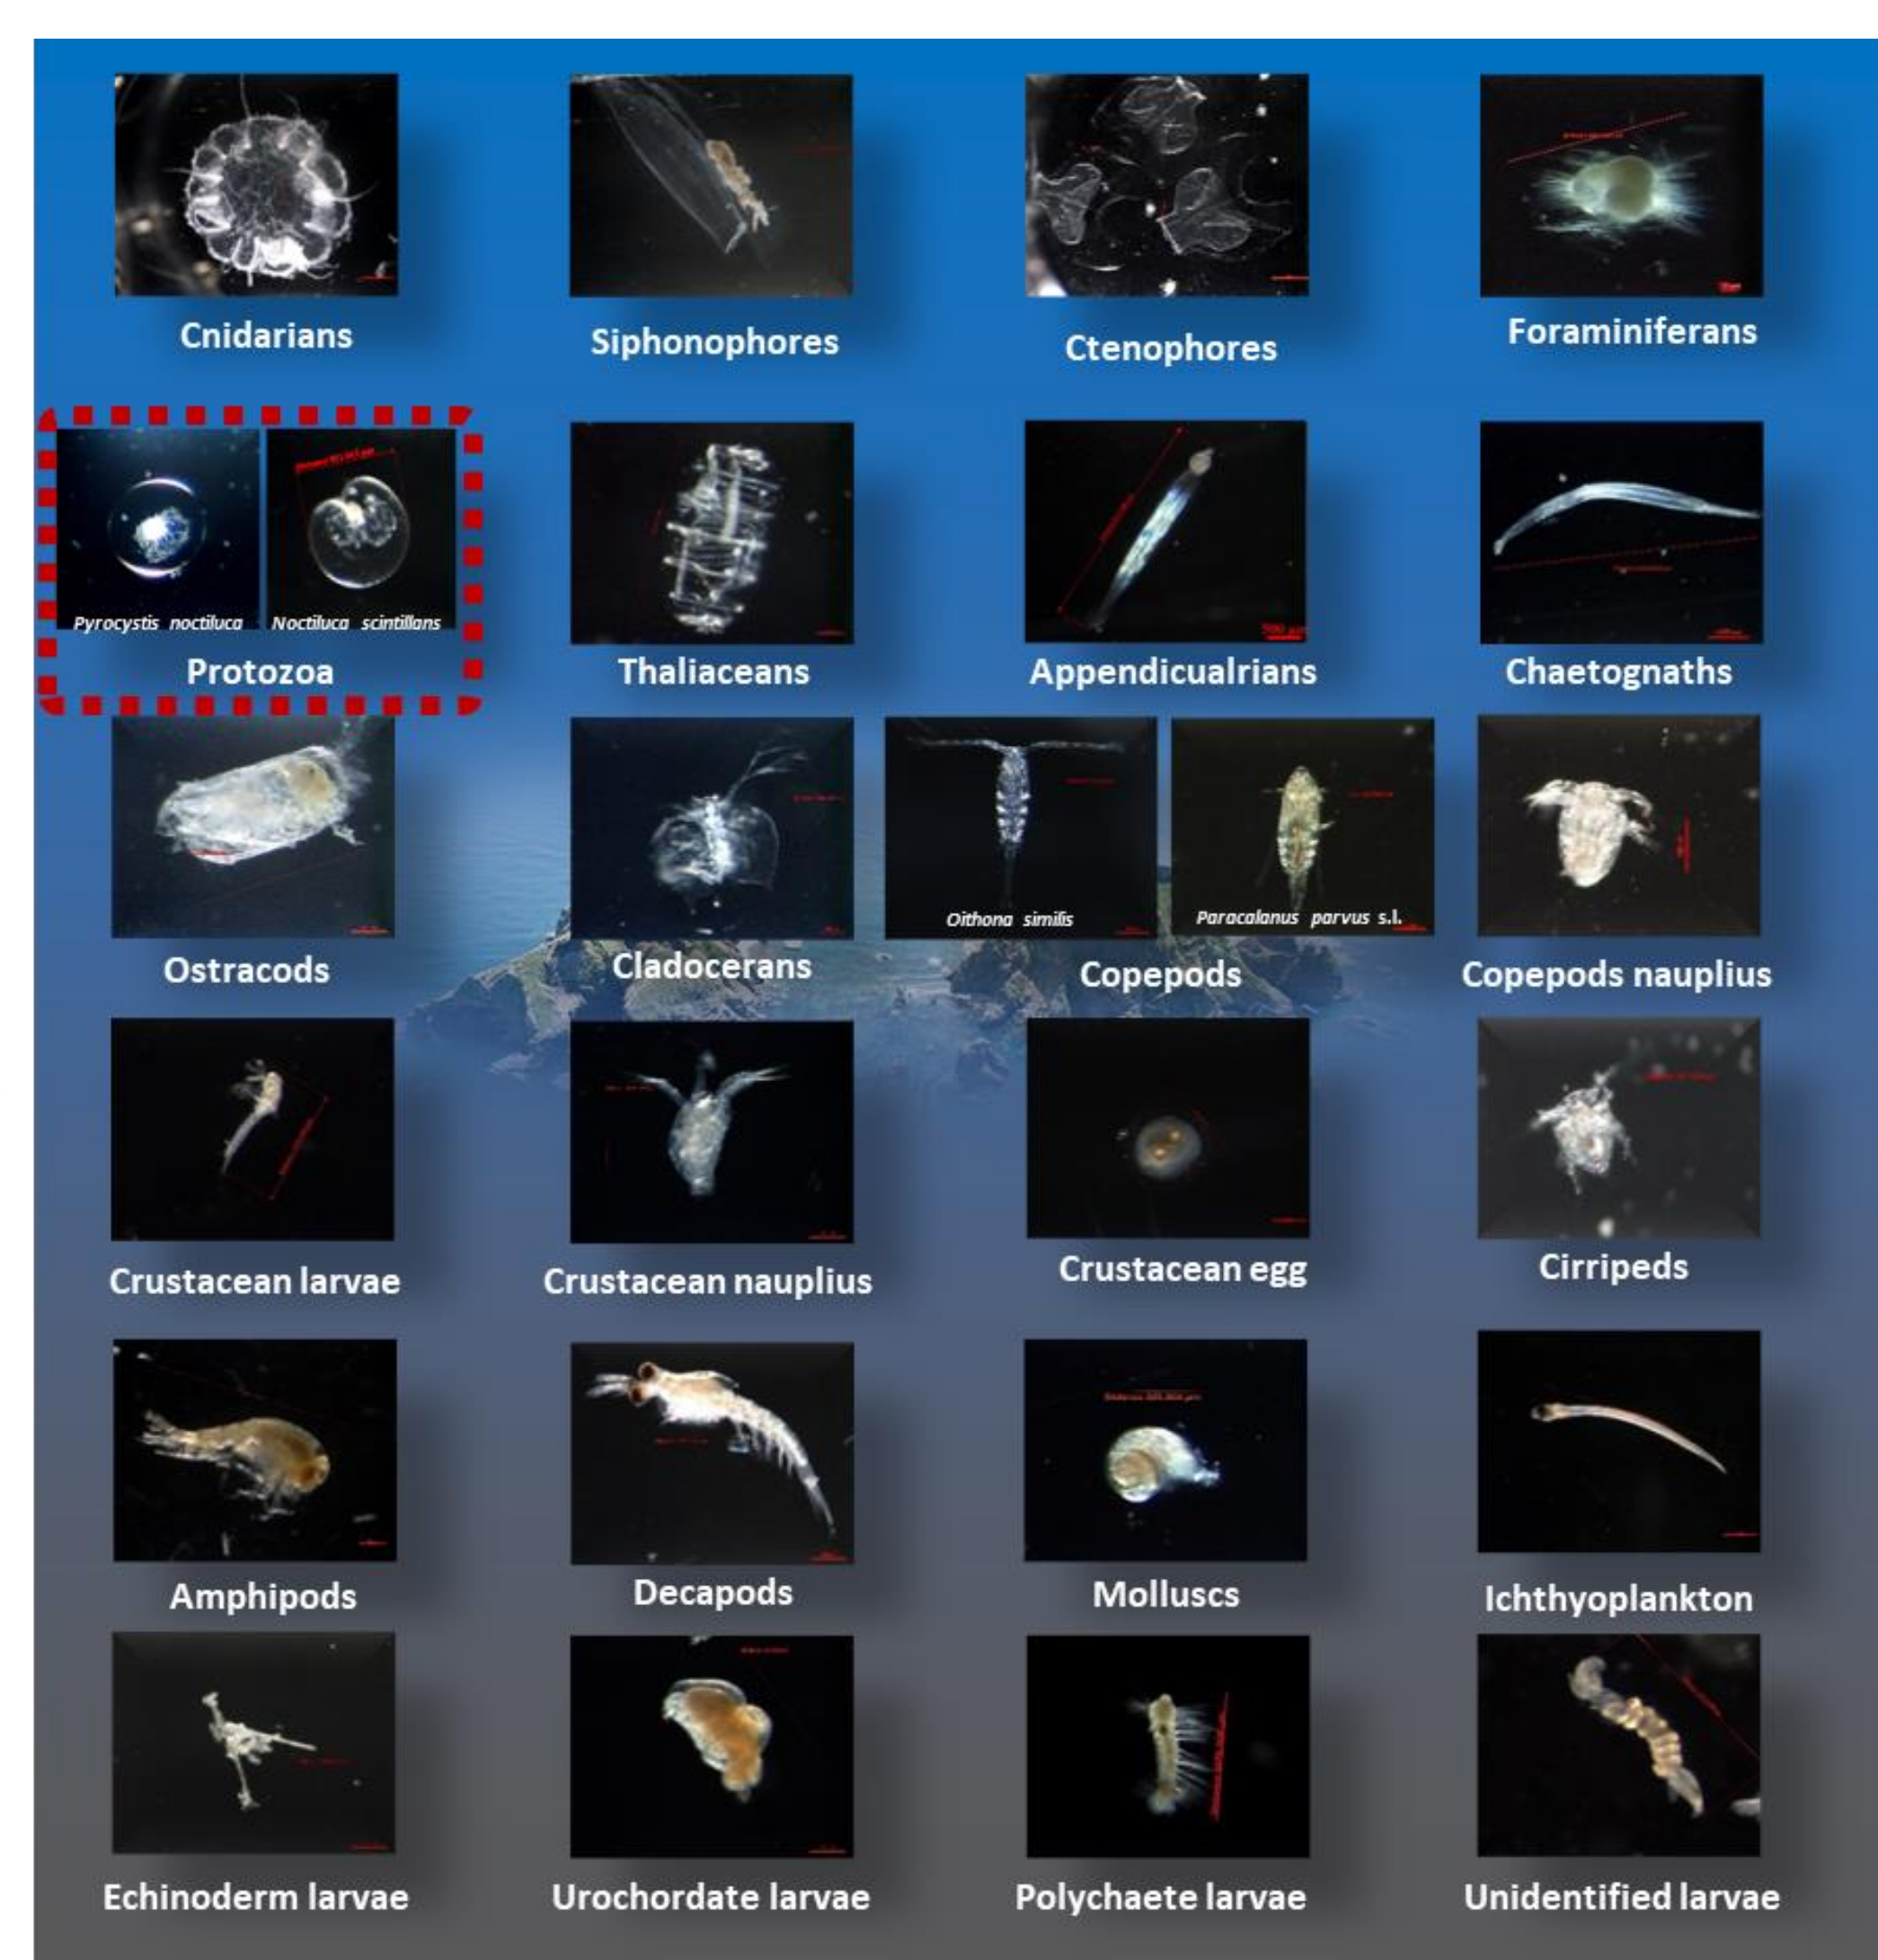 Cnidarians
Siphonophores
Ctenophores
Foraminiferans
Pyrocystis noctiluca
Noctiluca scintillans
Protozoa
Thaliaceans
Appendicualrians
500 µm
Chaetognaths
Ostracods
Cladocerans
Oithona similis
Paracalanus parvus s.l.
Copepods
Copepods nauplius
Crustacean larvae
Crustacean nauplius
Crustacean egg
Cirripeds
Amphipods
Decapods
Molluscs
Ichthyoplankton
Echinoderm larvae
Urochordate larvae
Polychaete larvae
Unidentified larvae